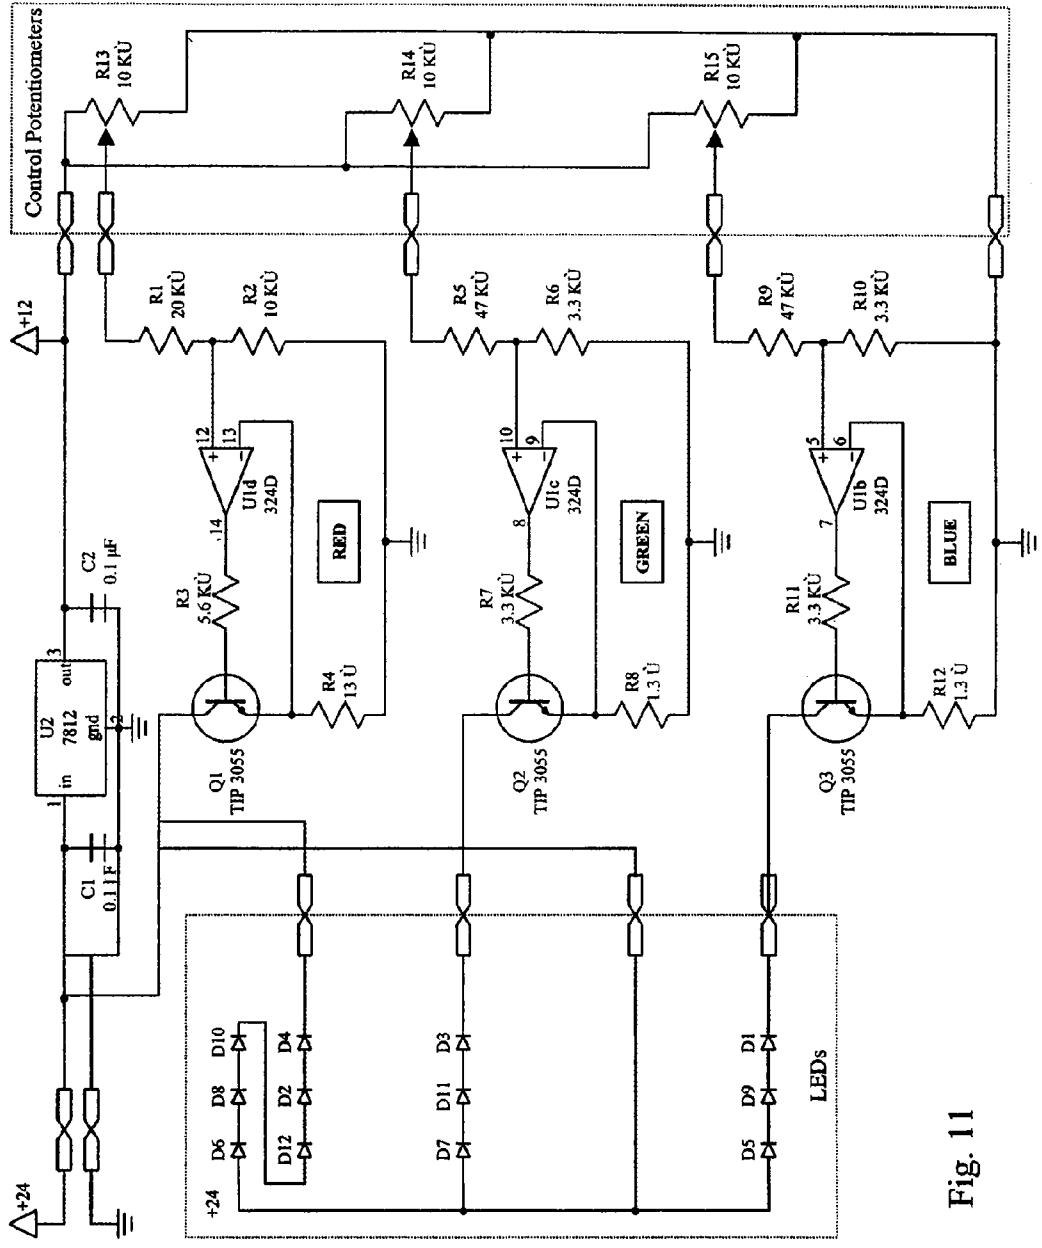 Control Potentiometers
R13
10 KÙ
R14
10 KÙ
R15
10 KÙ
+12
R1
20 KÙ
R2
10 KÙ
R5
47 KÙ
R6
3.3 KÙ
R9
47 KÙ
R10
3.3 KÙ
12
13
+
−
U1d
324D
14
10
9
+
−
U1c
324D
8
5
6
+
−
U1b
324D
7
RED
GREEN
BLUE
C2
0.1 µF
R3
5.6 KÙ
R7
3.3 KÙ
R11
3.3 KÙ
U2
7812
in
out
gnd
1
2
3
R4
13 Ù
R8
1.3 Ù
R12
1.3 Ù
Q1
TIP 3055
Q2
TIP 3055
Q3
TIP 3055
C1
D10
D8
D6
D4
D2
D12
D3
D11
D7
D1
D9
D5
+24
+24
LEDs
Fig. 11